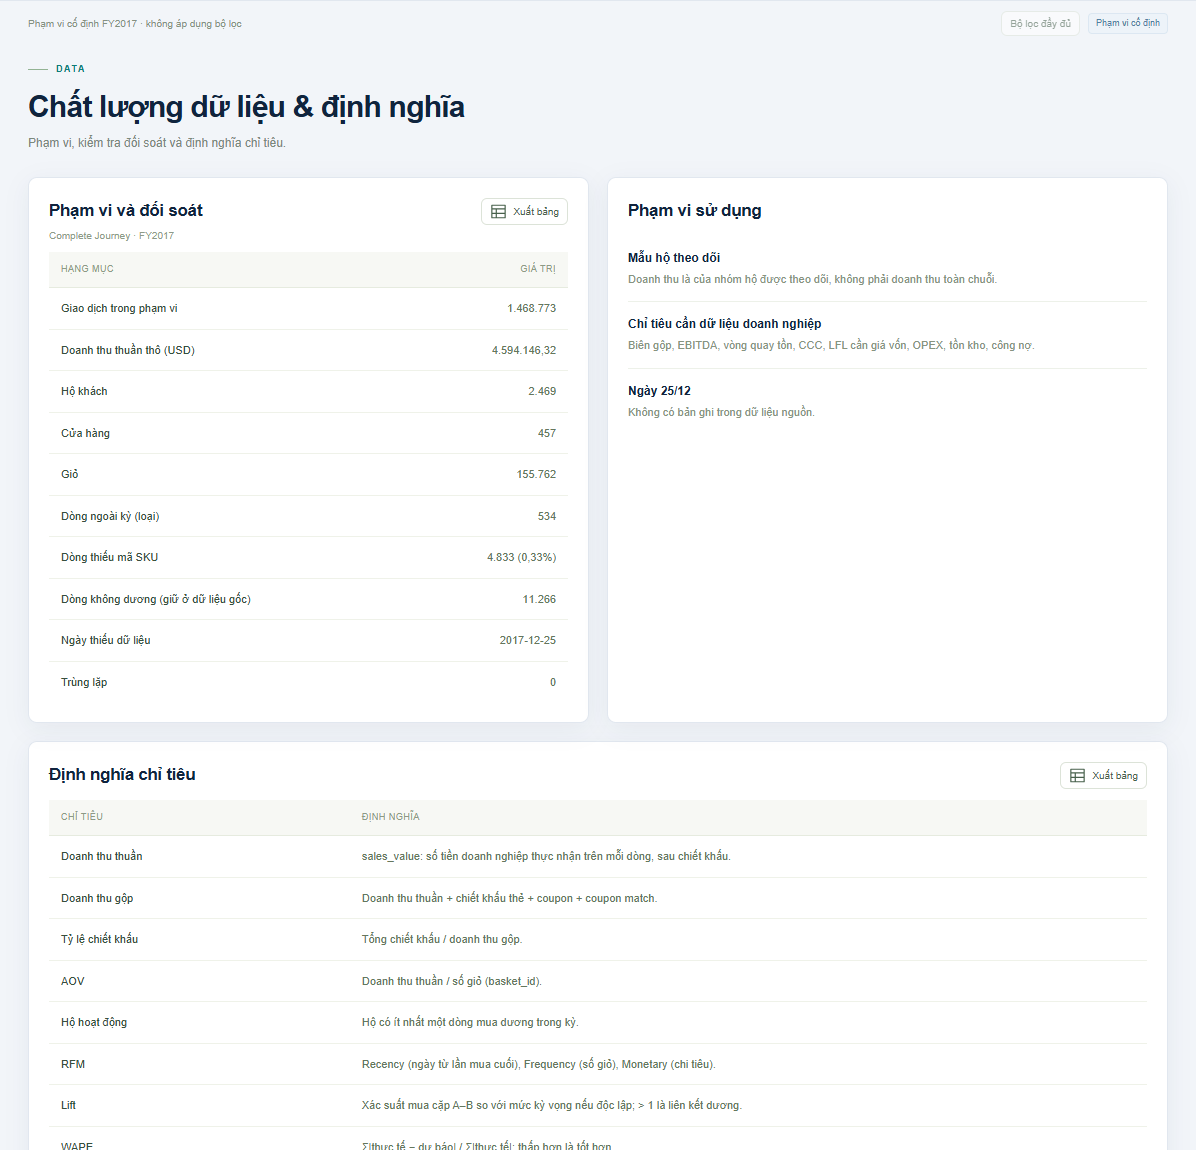 Phạm vi cố định FY2017 · không áp dụng bộ lọc
Bộ lọc đầy đủ
Phạm vi cố định
DATA
Chất lượng dữ liệu & định nghĩa
Phạm vi, kiểm tra đối soát và định nghĩa chỉ tiêu.
Phạm vi và đối soát
Xuất bảng
Complete Journey · FY2017
HẠNG MỤC GIÁ TRỊ
Giao dịch trong phạm vi 1.468.773
Doanh thu thuần thô (USD) 4.594.146,32
Hộ khách 2.469
Cửa hàng 457
Giỏ 155.762
Dòng ngoài kỳ (loại) 534
Dòng thiếu mã SKU 4.833 (0,33%)
Dòng không dương (giữ ở dữ liệu gốc) 11.266
Ngày thiếu dữ liệu 2017-12-25
Trùng lặp 0
Phạm vi sử dụng
Mẫu hộ theo dõi
Doanh thu là của nhóm hộ được theo dõi, không phải doanh thu toàn chuỗi.
Chỉ tiêu cần dữ liệu doanh nghiệp
Biên gộp, EBITDA, vòng quay tồn, CCC, LFL cần giá vốn, OPEX, tồn kho, công nợ.
Ngày 25/12
Không có bản ghi trong dữ liệu nguồn.
Định nghĩa chỉ tiêu
Xuất bảng
CHỈ TIÊU ĐỊNH NGHĨA
Doanh thu thuần sales_value: số tiền doanh nghiệp thực nhận trên mỗi dòng, sau chiết khấu.
Doanh thu gộp Doanh thu thuần + chiết khấu thẻ + coupon + coupon match.
Tỷ lệ chiết khấu Tổng chiết khấu / doanh thu gộp.
AOV Doanh thu thuần / số giỏ (basket_id).
Hộ hoạt động Hộ có ít nhất một dòng mua dương trong kỳ.
RFM Recency (ngày từ lần mua cuối), Frequency (số giỏ), Monetary (chi tiêu).
Lift Xác suất mua cặp A–B so với mức kỳ vọng nếu độc lập; > 1 là liên kết dương.
WAPE Σ|thực tế − dự báo| / Σ|thực tế|; thấp hơn là tốt hơn.